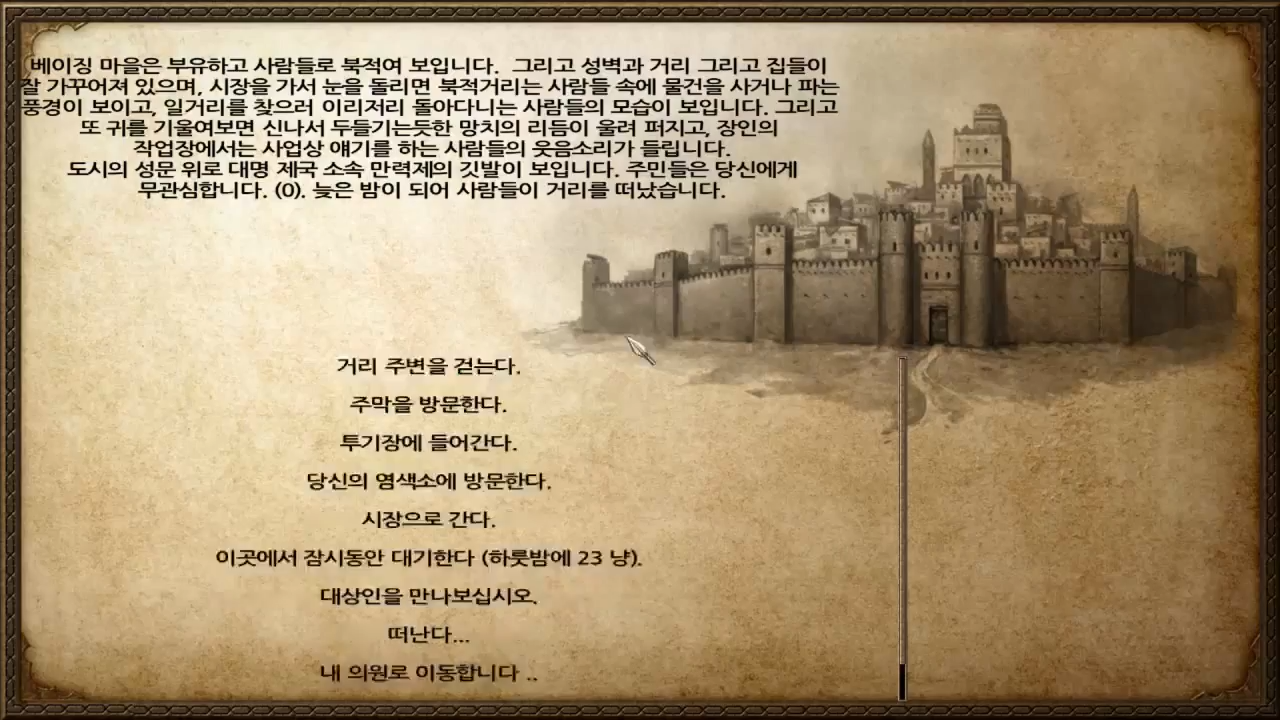 베이징 마을은 부유하고 사람들로 북적여 보입니다. 그리고 성벽과 거리 그리고 집들이
잘 가꾸어져 있으며, 시장을 가서 눈을 돌리면 북적거리는 사람들 속에 물건을 사거나 파는
풍경이 보이고, 일거리를 찾으러 이리저리 돌아다니는 사람들의 모습이 보입니다. 그리고
또 귀를 기울여보면 신나서 두들기는듯한 망치의 리듬이 울려 퍼지고, 장인의
작업장에서는 사업상 얘기를 하는 사람들의 웃음소리가 들립니다.
도시의 성문 위로 대명 제국 소속 만력제의 깃발이 보입니다. 주민들은 당신에게
무관심합니다. (0). 늦은 밤이 되어 사람들이 거리를 떠났습니다.
거리 주변을 걷는다.
주막을 방문한다.
투기장에 들어간다.
당신의 염색소에 방문한다.
시장으로 간다.
이곳에서 잠시동안 대기한다 (하룻밤에 23 냥).
대상인을 만나보십시오.
떠난다...
내 의원로 이동합니다 ..